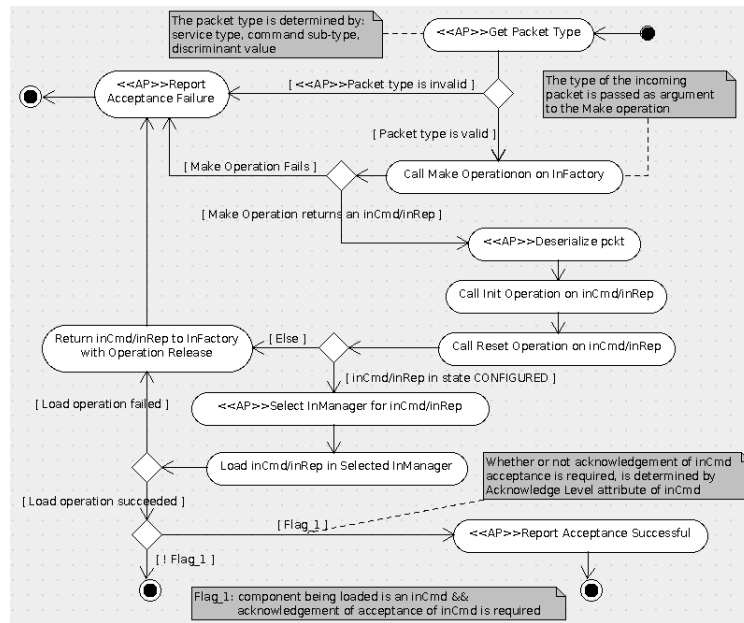 The packet type is determined by:
service type, command sub-type,
discriminant value
<<AP>>Get Packet Type
<<AP>>Report
Acceptance Failure
[ <<AP>>Packet type is invalid ]
The type of the incoming
packet is passed as argument
to the Make operation
[ Packet type is valid ]
[ Make Operation Fails ]
Call Make Operationon on InFactory
[ Make Operation returns an inCmd/inRep ]
<<AP>>Deserialize pckt
Call Init Operation on inCmd/inRep
Return inCmd/inRep to InFactory
with Operation Release
[ Else ]
Call Reset Operation on inCmd/inRep
[ inCmd/inRep in state CONFIGURED ]
[ Load operation failed ]
<<AP>>Select InManager for inCmd/inRep
Load inCmd/inRep in Selected InManager
Whether or not acknowledgement of inCmd
acceptance is required, is determined by
Acknowledge Level attribute of inCmd
[ Load operation succeeded ]
[ Flag_1 ]
<<AP>>Report Acceptance Successful
[ ! Flag_1 ]
Flag_1: component being loaded is an inCmd &&
acknowledgement of acceptance of inCmd is required